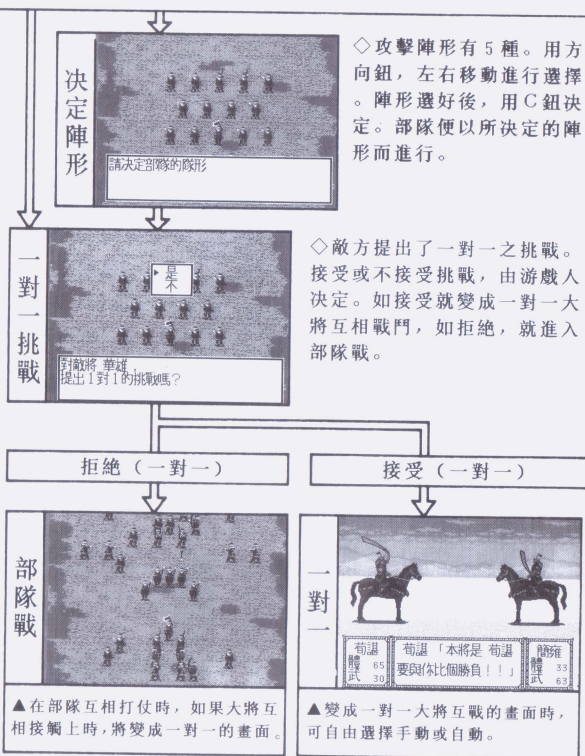 決定陣形
請決定部隊的隊形
◇攻擊陣形有5種。用方
向鈕，左右移動進行選擇
。陣形選好後，用C鈕決
定。部隊便以所決定的陣
形而進行。
一對一挑戰
是
不
對敵將 華雄，
提出1對1的挑戰嗎？
◇敵方提出了一對一之挑戰。
接受或不接受挑戰，由游戲人
決定。如接受就變成一對一大
將互相戰鬥，如拒絶，就進入
部隊戰。
拒絶（一對一）
接受（一對一）
部隊戰
▲在部隊互相打仗時，如果大將互
相接觸上時，將變成一對一的畫面。
一對一
荀諶
體 65
武 30
荀諶「本將是 荀諶
要與你比個勝負！！」
簡雍
體 33
武 63
▲變成一對一大將互戰的畫面時，
可自由選擇手動或自動。